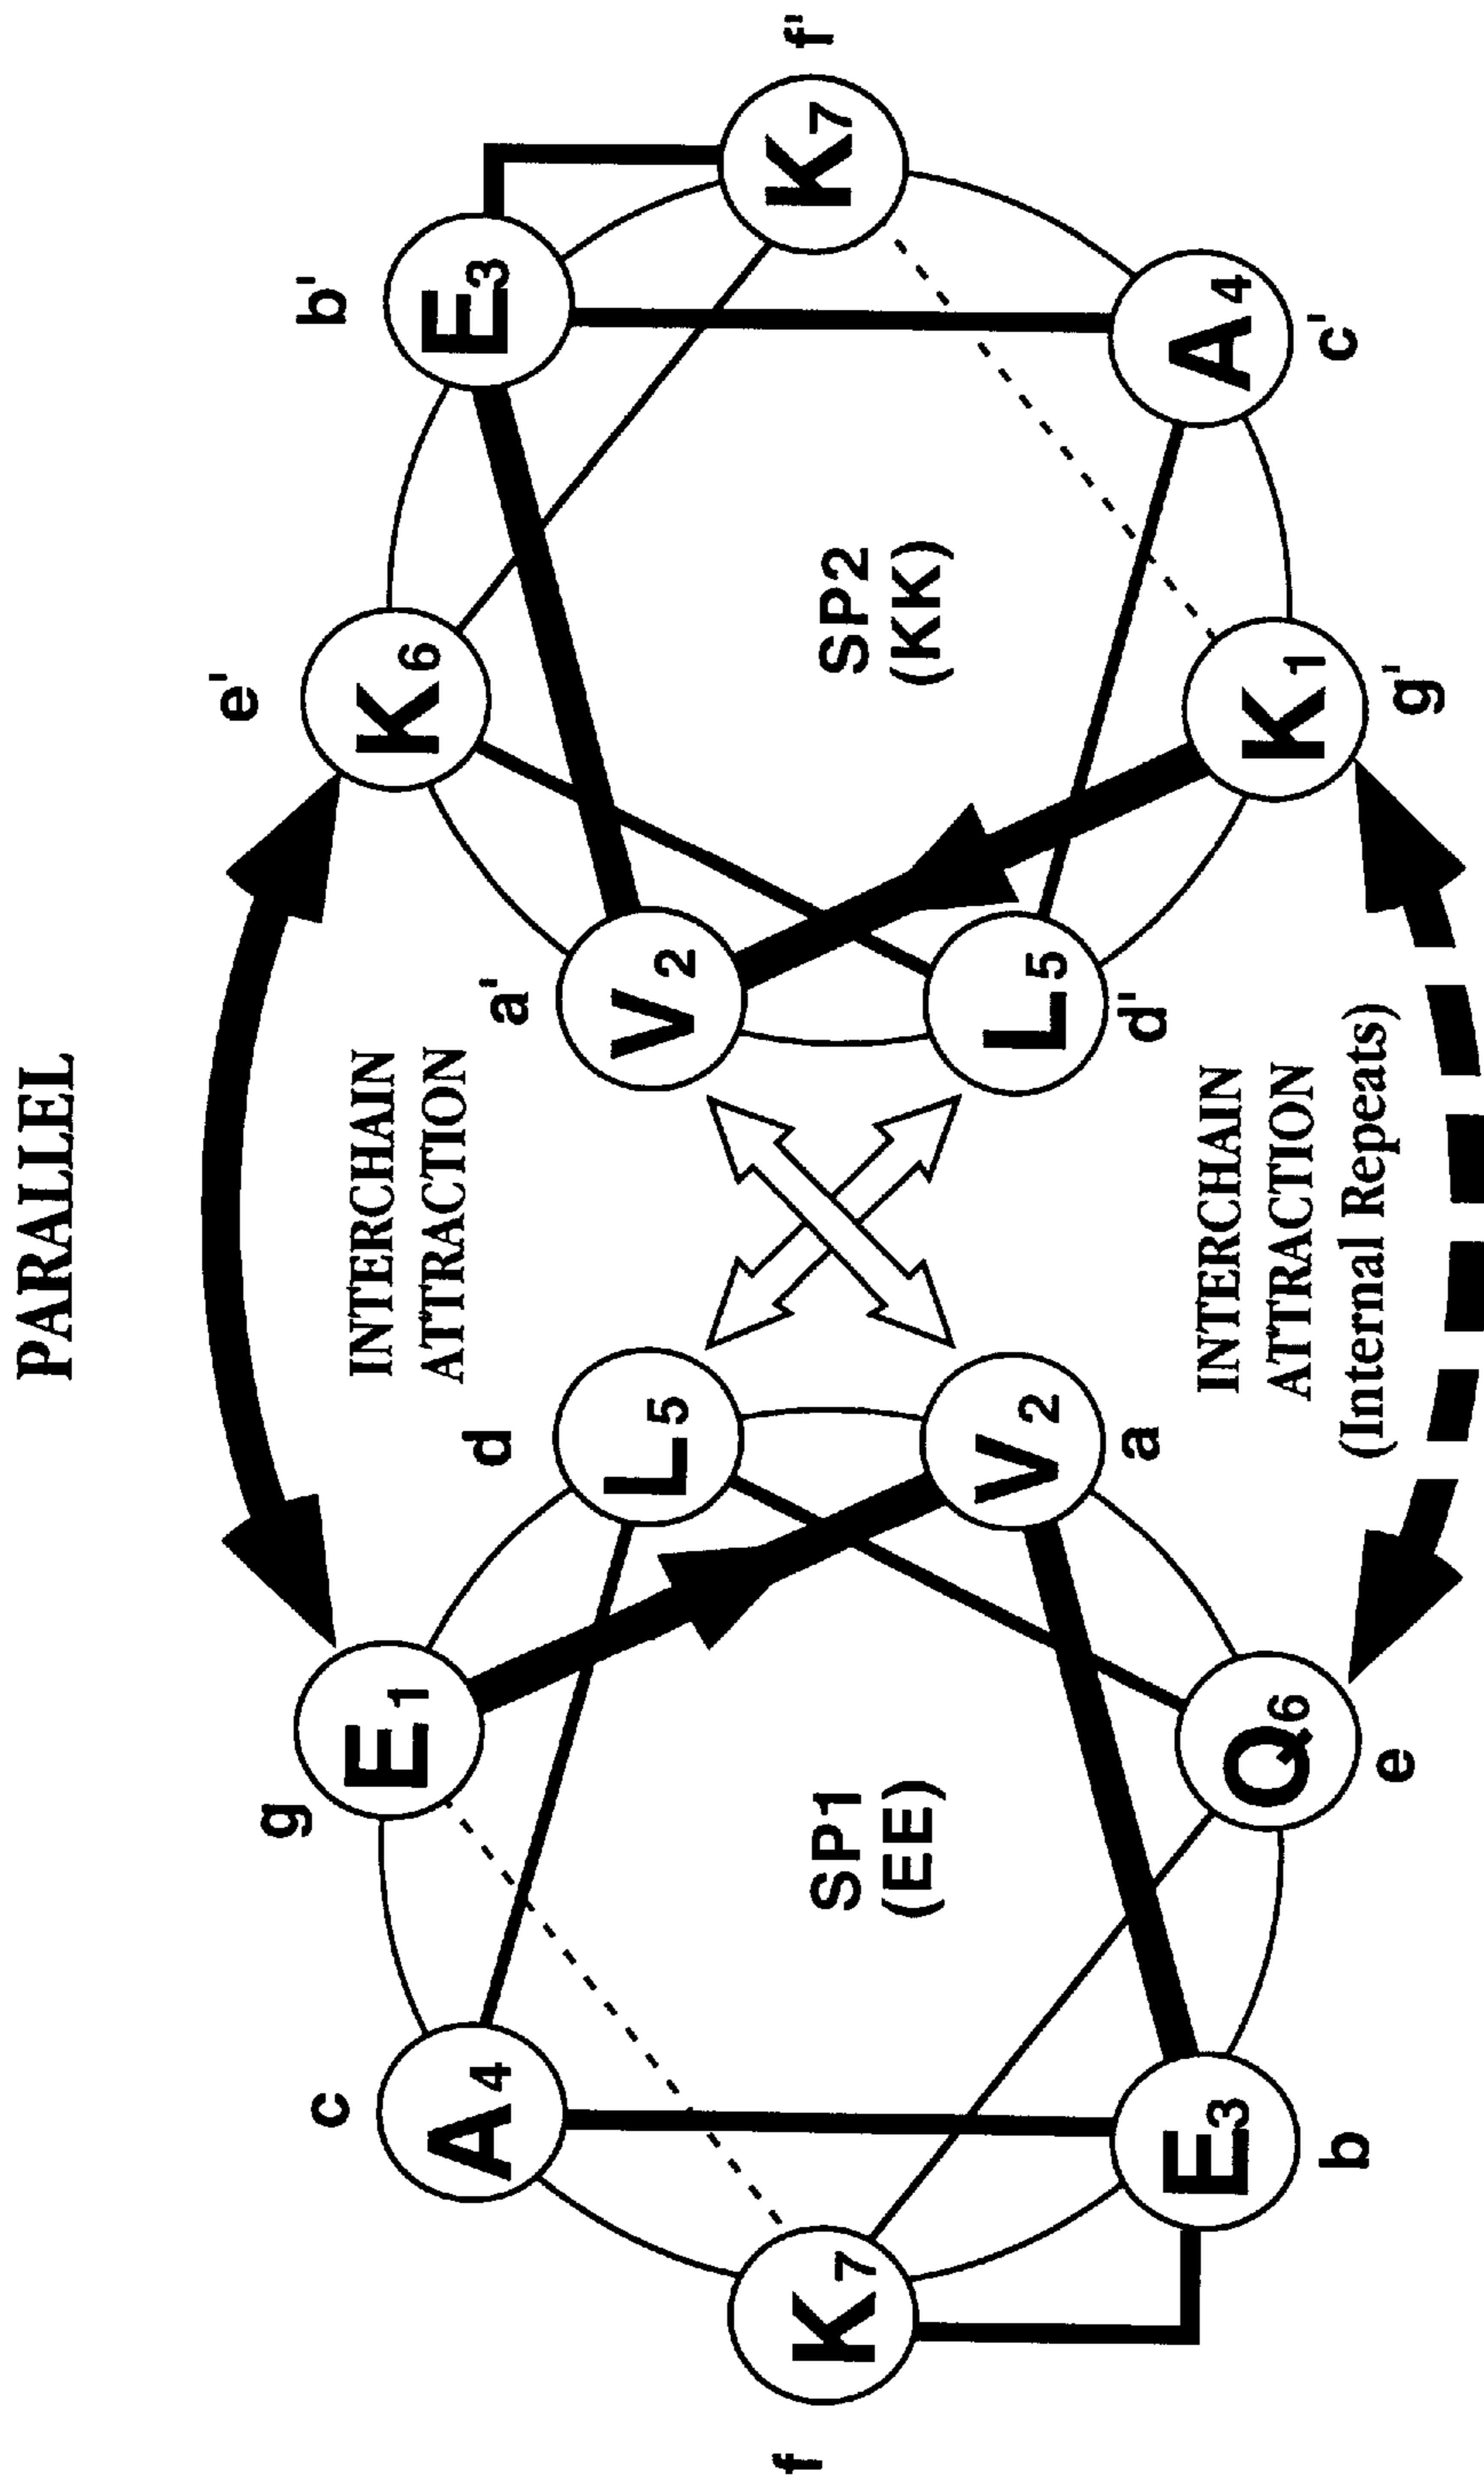 PARALLEL
INTERCHAIN
ATTRACTION
g
E1
c
A4
d
L5
f
K7
SP1
(EE)
b
E3
e
Q6
a
V2
e'
K6
b'
E3
a'
V2
f'
K7
SP2
(KK)
d'
L5
g'
K1
c'
A4
INTERCHAIN
ATTRACTION
(Internal Repeats)